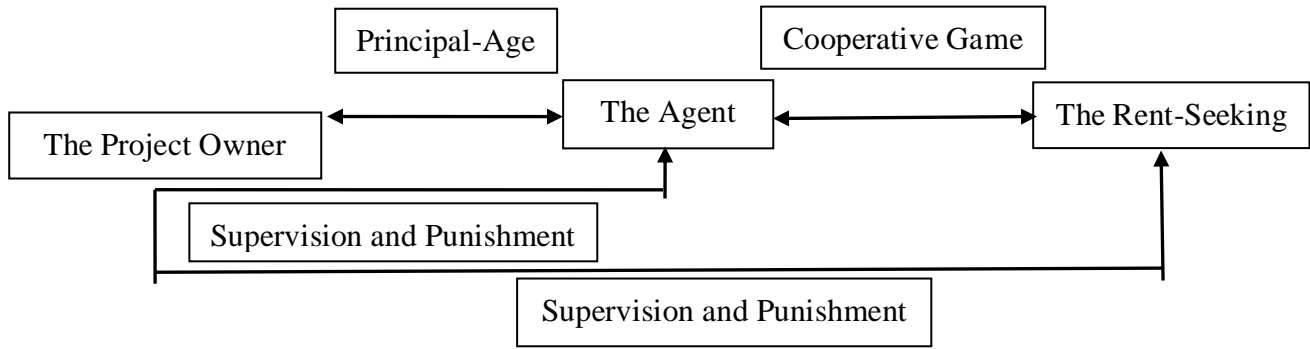 Principal-Age
Cooperative Game
The Project Owner
The Agent
The Rent-Seeking
Supervision and Punishment
Supervision and Punishment